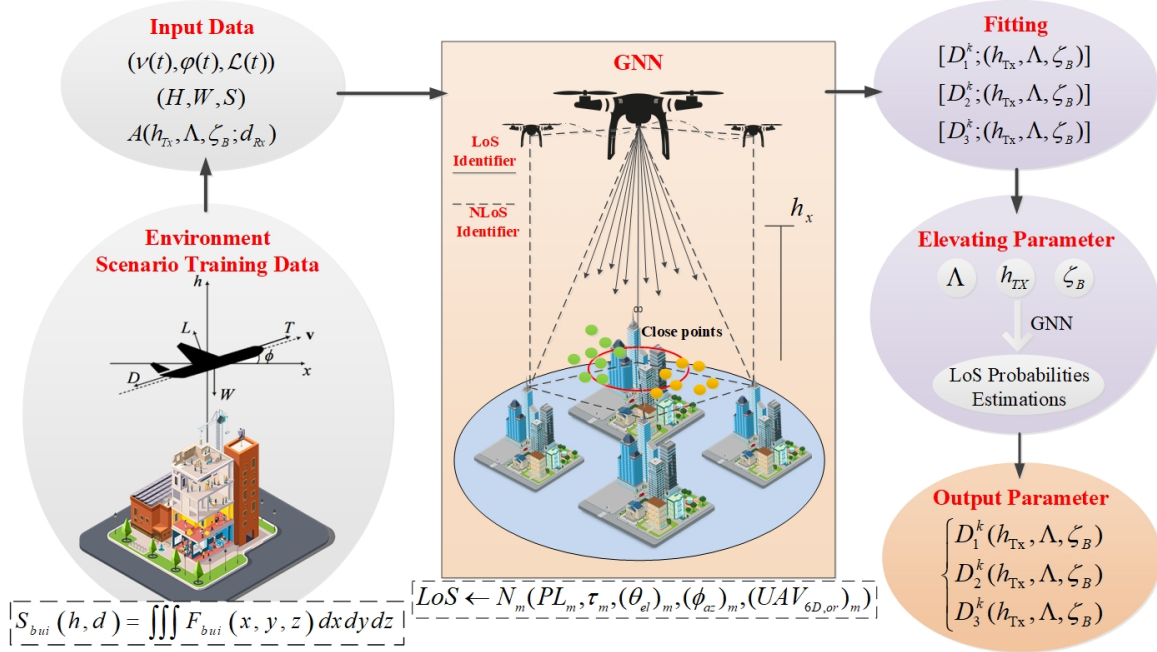 Input Data
(v(t),φ(t),ℒ(t))
(H,W,S)
A(h_Tx,Λ,ζ_B;d_Rx)
Environment
Scenario Training Data
h
L
T
v
ϕ
x
D
W
S_bui(h,d)=∭F_bui(x,y,z)dxdydz
GNN
LoS
Identifier
NLoS
Identifier
h_x
Close points
LoS←N_m(PL_m,τ_m,(θ_el)_m,(ϕ_az)_m,(UAV_6D,or)_m)
Fitting
[D_1^k;(h_Tx,Λ,ζ_B)]
[D_2^k;(h_Tx,Λ,ζ_B)]
[D_3^k;(h_Tx,Λ,ζ_B)]
Elevating Parameter
Λ h_TX ζ_B
GNN
LoS Probabilities
Estimations
Output Parameter
D_1^k(h_Tx,Λ,ζ_B)
D_2^k(h_Tx,Λ,ζ_B)
D_3^k(h_Tx,Λ,ζ_B)